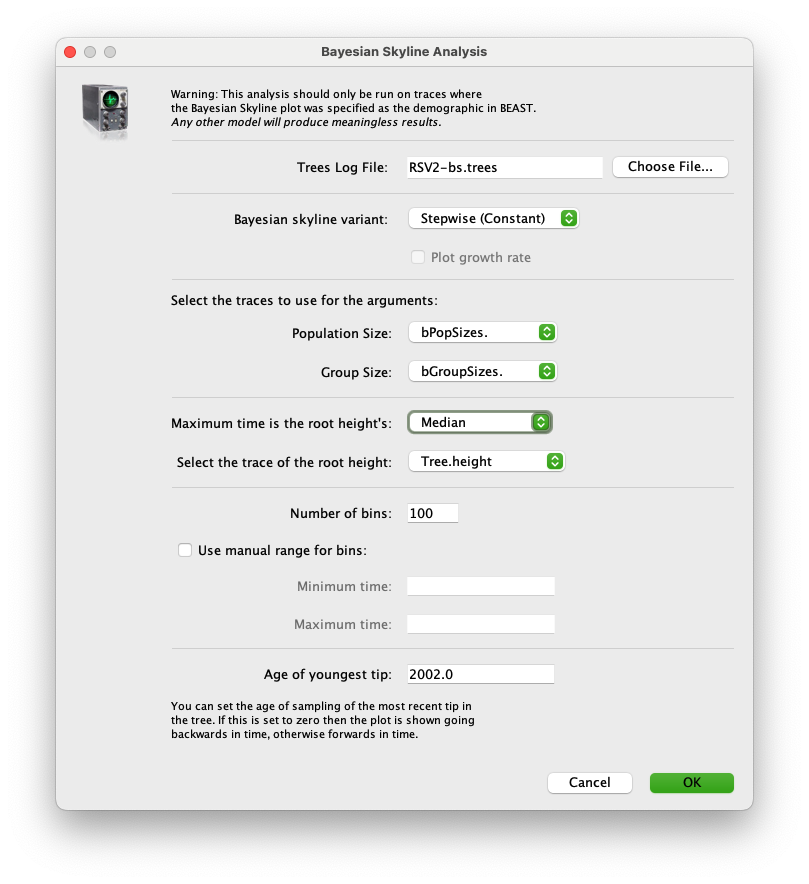 Bayesian Skyline Analysis
Warning: This analysis should only be run on traces where
the Bayesian Skyline plot was specified as the demographic in BEAST.
Any other model will produce meaningless results.
Trees Log File: RSV2-bs.trees Choose File...
Bayesian skyline variant: Stepwise (Constant)
Plot growth rate
Select the traces to use for the arguments:
Population Size: bPopSizes.
Group Size: bGroupSizes.
Maximum time is the root height's: Median
Select the trace of the root height: Tree.height
Number of bins: 100
Use manual range for bins:
Minimum time:
Maximum time:
Age of youngest tip: 2002.0
You can set the age of sampling of the most recent tip in
the tree. If this is set to zero then the plot is shown going
backwards in time, otherwise forwards in time.
Cancel OK